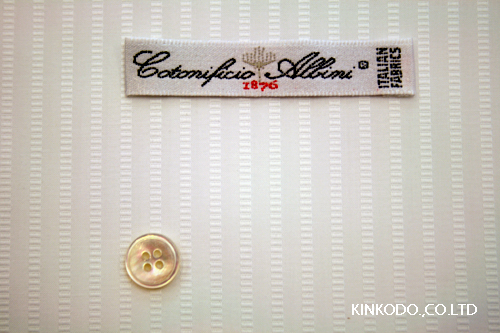 Cotonificio Albini ®
1876
ITALIAN
FABRICS
KINKODO.,CO.LTD